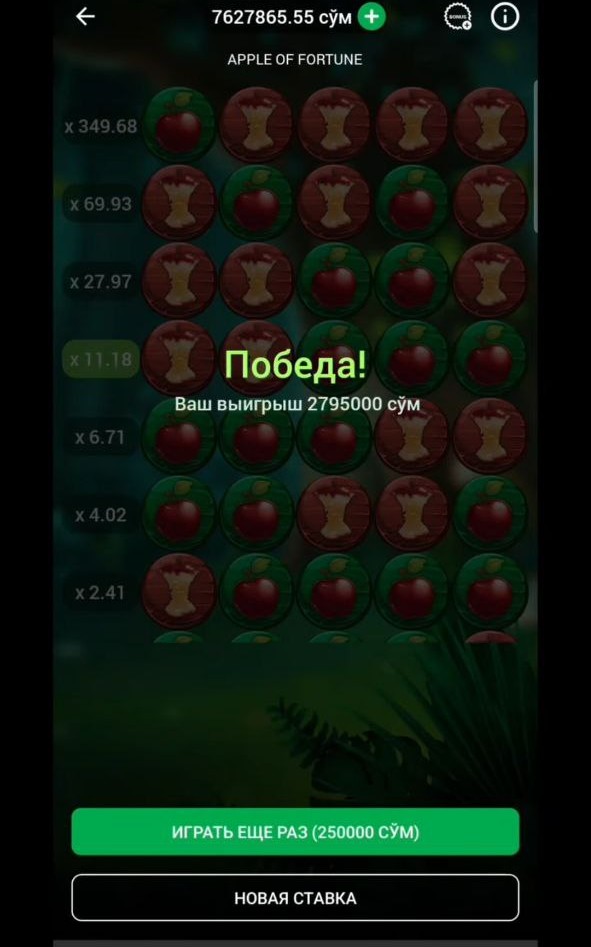 7627865.55 сўм
BONUS
APPLE OF FORTUNE
x 349.68
x 69.93
x 27.97
x 11.18
Победа!
Ваш выигрыш 2795000 сўм
x 6.71
x 4.02
x 2.41
ИГРАТЬ ЕЩЕ РАЗ (250000 СЎМ)
НОВАЯ СТАВКА